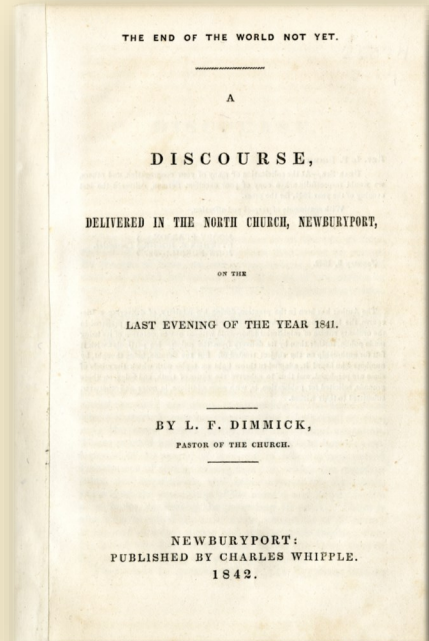 THE END OF THE WORLD NOT YET.
A
DISCOURSE,
DELIVERED IN THE NORTH CHURCH, NEWBURYPORT,
ON THE
LAST EVENING OF THE YEAR 1841.
BY L. F. DIMMICK,
PASTOR OF THE CHURCH.
NEWBURYPORT:
PUBLISHED BY CHARLES WHIPPLE.
1842.